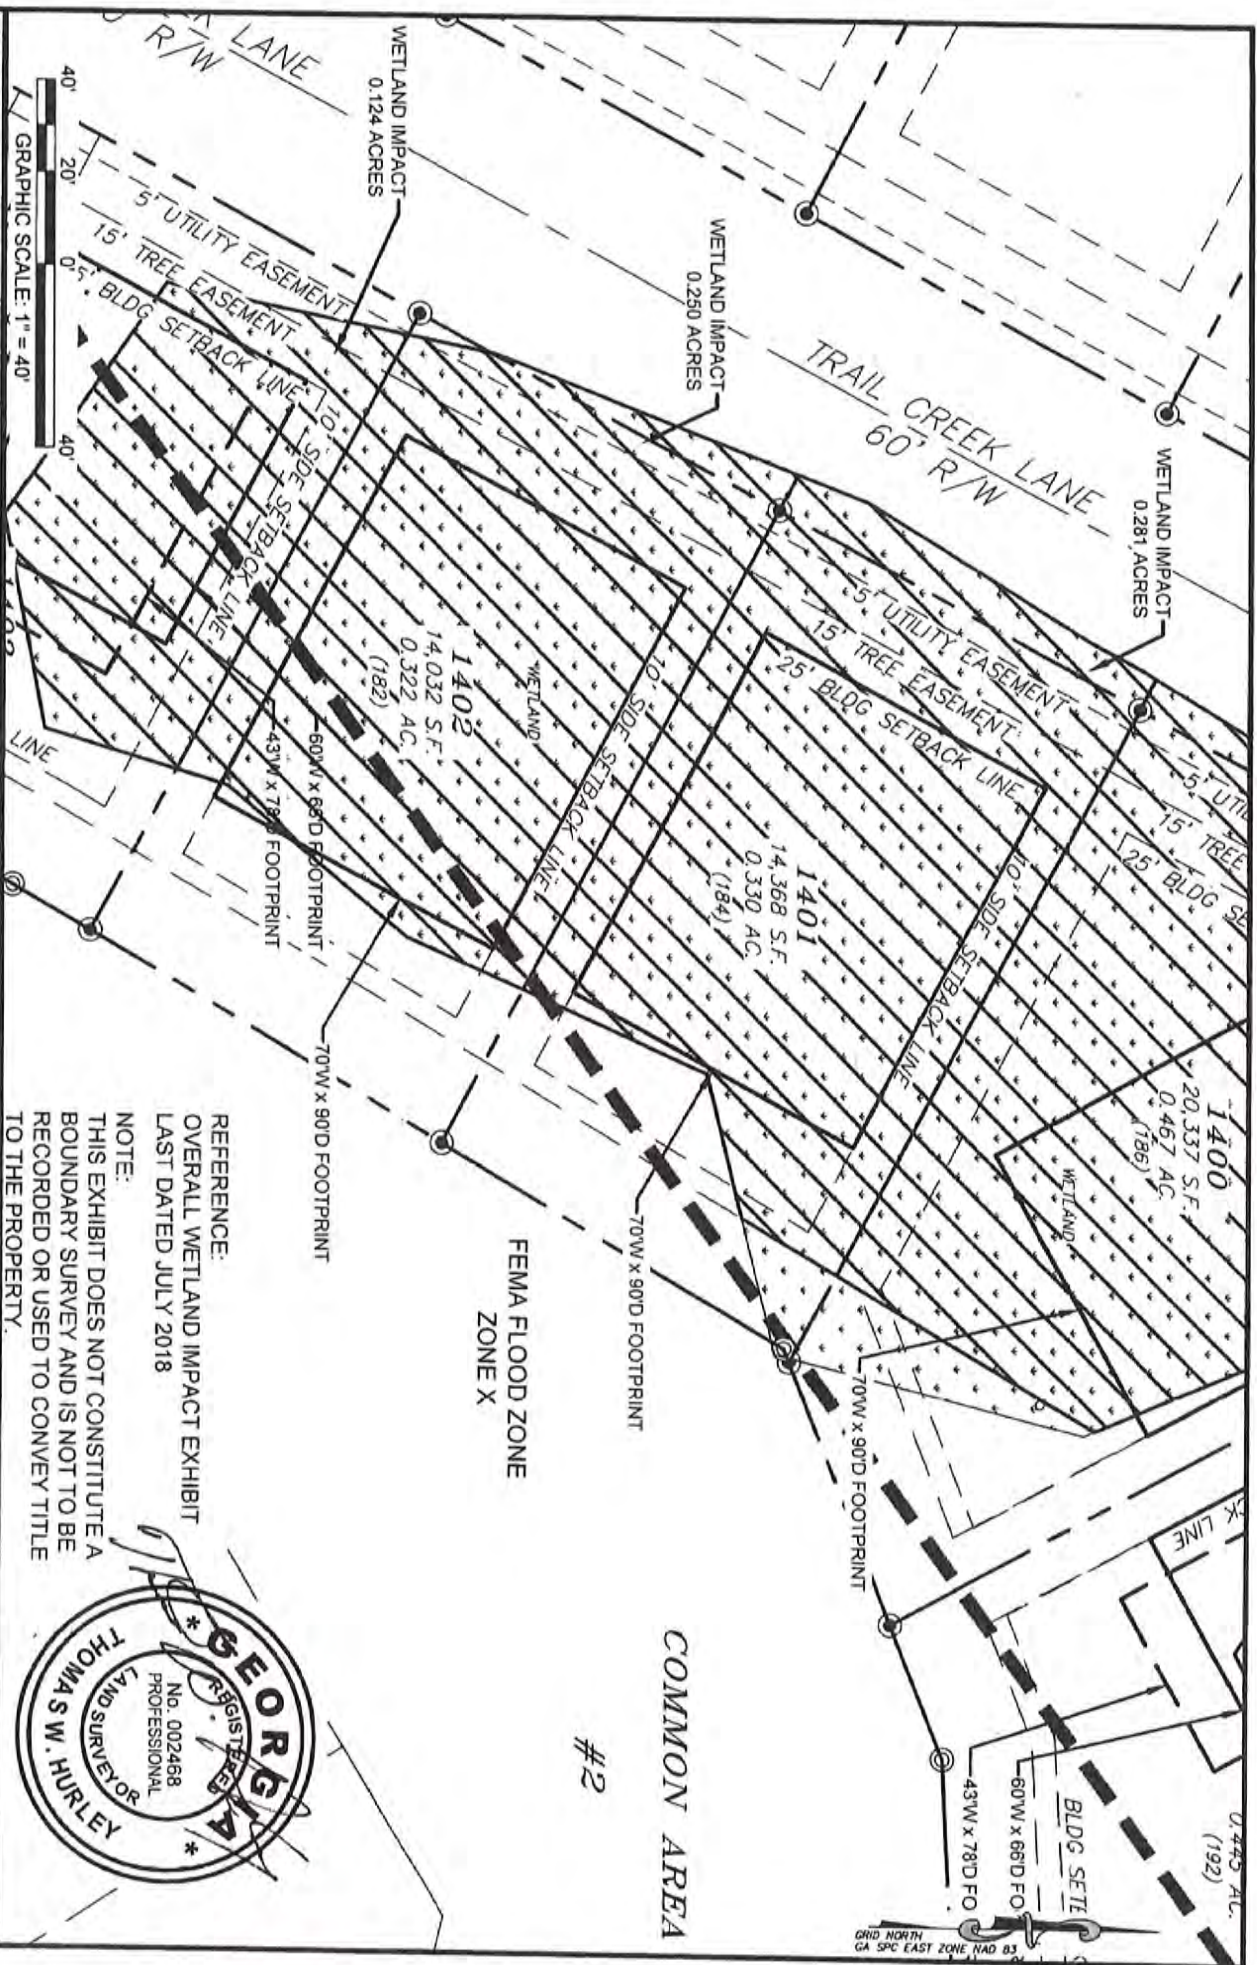 LANE
R/W
WETLAND IMPACT
0.124 ACRES
WETLAND IMPACT
0.250 ACRES
WETLAND IMPACT
0.281 ACRES
TRAIL CREEK LANE
60' R/W
5' UTILITY EASEMENT
15' TREE EASEMENT
5' BLDG SETBACK LINE
10' SIDE SETBACK LINE
5' UTILITY EASEMENT
15' TREE EASEMENT
25' BLDG SETBACK LINE
5' UTIL
15' TREE
25' BLDG SE
10' SIDE SETBACK LINE
10' SIDE SETBACK LINE
1400
20,337 S.F.
0.467 AC.
(186)
WETLAND
1401
14,368 S.F.
0.330 AC.
(184)
1402
14,032 S.F.
0.322 AC.
(182)
WETLAND
LINE
60'W x 66'D FOOTPRINT
43'W x 78'D FOOTPRINT
70'W x 90'D FOOTPRINT
70'W x 90'D FOOTPRINT
70'W x 90'D FOOTPRINT
FEMA FLOOD ZONE
ZONE X
COMMON AREA
#2
LINE
0.445 AC.
(192)
BLDG SETE
60'W x 66'D FO
43'W x 78'D FO
GRID NORTH
GA SPC EAST ZONE NAD 83
40' 20' 0' 40'
GRAPHIC SCALE: 1" = 40'
REFERENCE:
OVERALL WETLAND IMPACT EXHIBIT
LAST DATED JULY 2018
NOTE:
THIS EXHIBIT DOES NOT CONSTITUTE A
BOUNDARY SURVEY AND IS NOT TO BE
RECORDED OR USED TO CONVEY TITLE
TO THE PROPERTY.
* GEORGIA *
REGISTERED
No. 002468
PROFESSIONAL
LAND SURVEYOR
THOMAS W. HURLEY